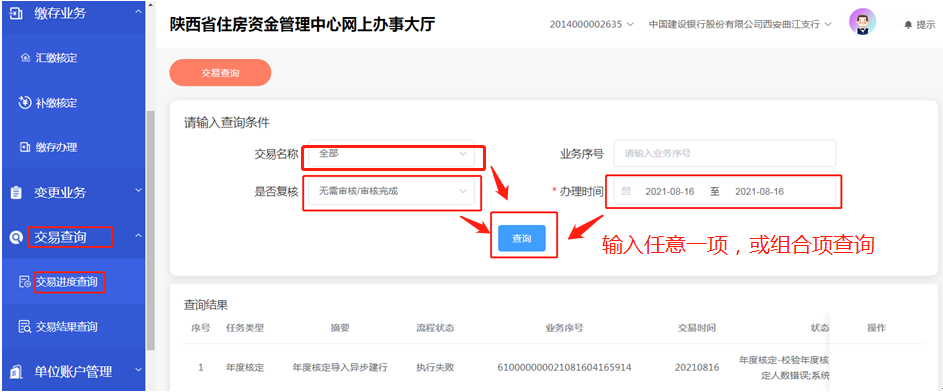 缴存业务
汇缴核定
补缴核定
缴存办理
变更业务
交易查询
交易进度查询
交易结果查询
单位账户管理
陕西省住房资金管理中心网上办事大厅
2014000002635
中国建设银行股份有限公司西安曲江支行
提示
交易查询
请输入查询条件
交易名称 全部 业务序号 请输入业务序号
是否复核 无需审核/审核完成 * 办理时间 2021-08-16 至 2021-08-16
查询
输入任意一项，或组合项查询
查询结果
序号 任务类型 摘要 流程状态 业务序号 交易时间 状态 操作
1 年度核定 年度核定导入异步建行 执行失败 610000000021081604165914 20210816 年度核定-校验年度核
定人数错误;系统